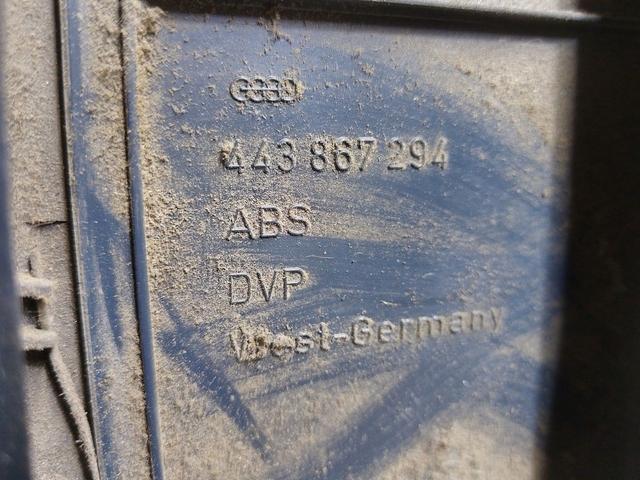 443 867 294
ABS
DVP
West-Germany